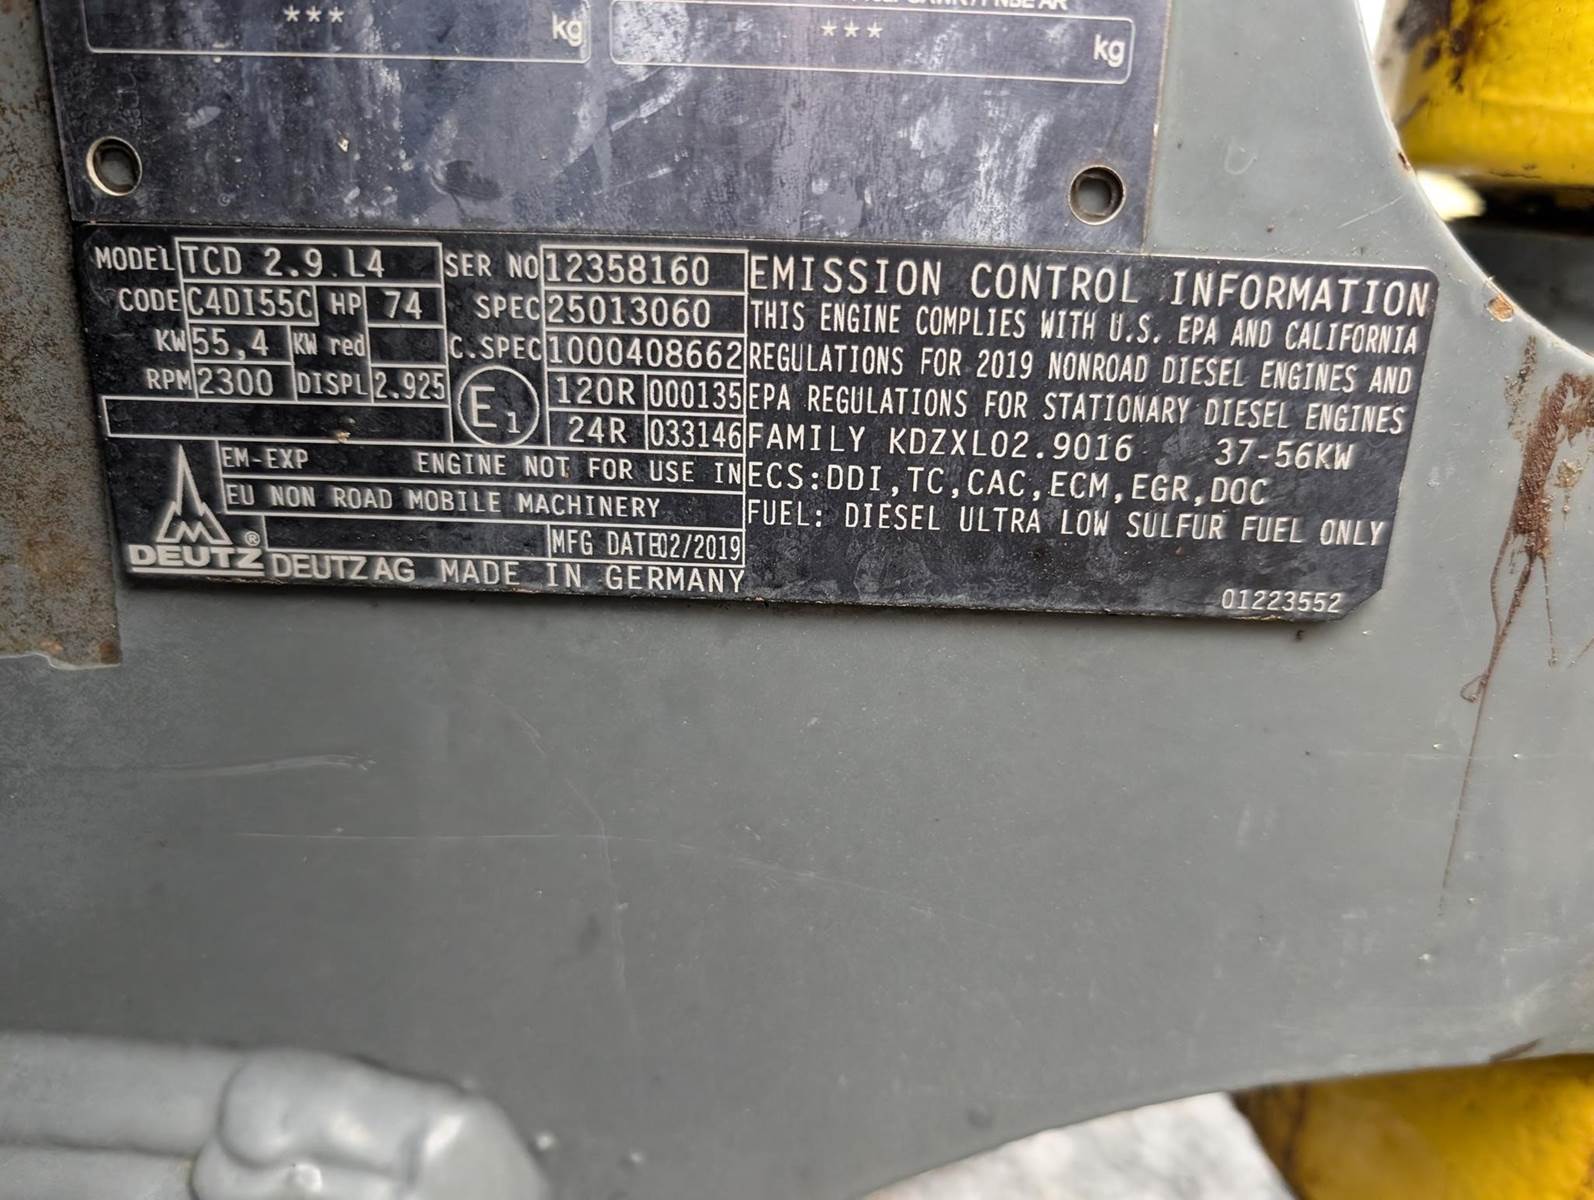 ***
kg
***
kg
MODEL TCD 2.9 L4 SER NO 12358160
CODE C4DI55C HP 74 SPEC 25013060
KW 55,4 KW red C.SPEC 1000408662
RPM 2300 DISPL 2.925 E1 120R 000135
24R 033146
EM-EXP ENGINE NOT FOR USE IN
EU NON ROAD MOBILE MACHINERY
MFG DATE 02/2019
DEUTZ® DEUTZ AG MADE IN GERMANY
EMISSION CONTROL INFORMATION
THIS ENGINE COMPLIES WITH U.S. EPA AND CALIFORNIA
REGULATIONS FOR 2019 NONROAD DIESEL ENGINES AND
EPA REGULATIONS FOR STATIONARY DIESEL ENGINES
FAMILY KDZXL02.9016 37-56KW
ECS:DDI,TC,CAC,ECM,EGR,DOC
FUEL: DIESEL ULTRA LOW SULFUR FUEL ONLY
01223552